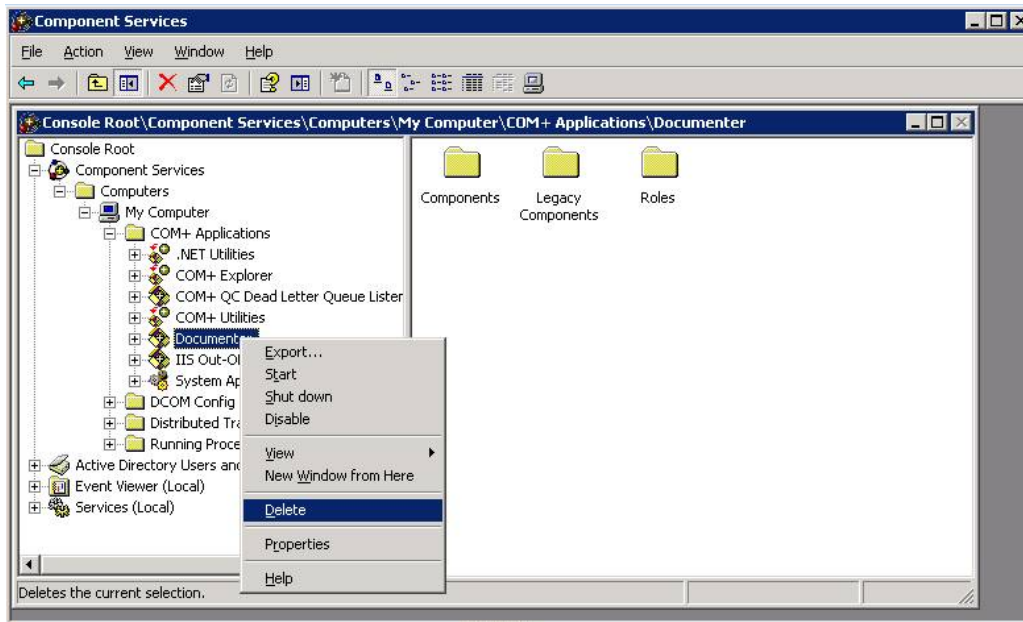 Component Services
File Action View Window Help
Console Root\Component Services\Computers\My Computer\COM+ Applications\Documenter
Console Root
Component Services
Computers
My Computer
COM+ Applications
.NET Utilities
COM+ Explorer
COM+ QC Dead Letter Queue Lister
COM+ Utilities
Documenter
IIS Out-Of
System Ap
DCOM Config
Distributed Tra
Running Proce
Active Directory Users and
Event Viewer (Local)
Services (Local)
Components
Legacy
Components
Roles
Export...
Start
Shut down
Disable
View
New Window from Here
Delete
Properties
Help
Deletes the current selection.